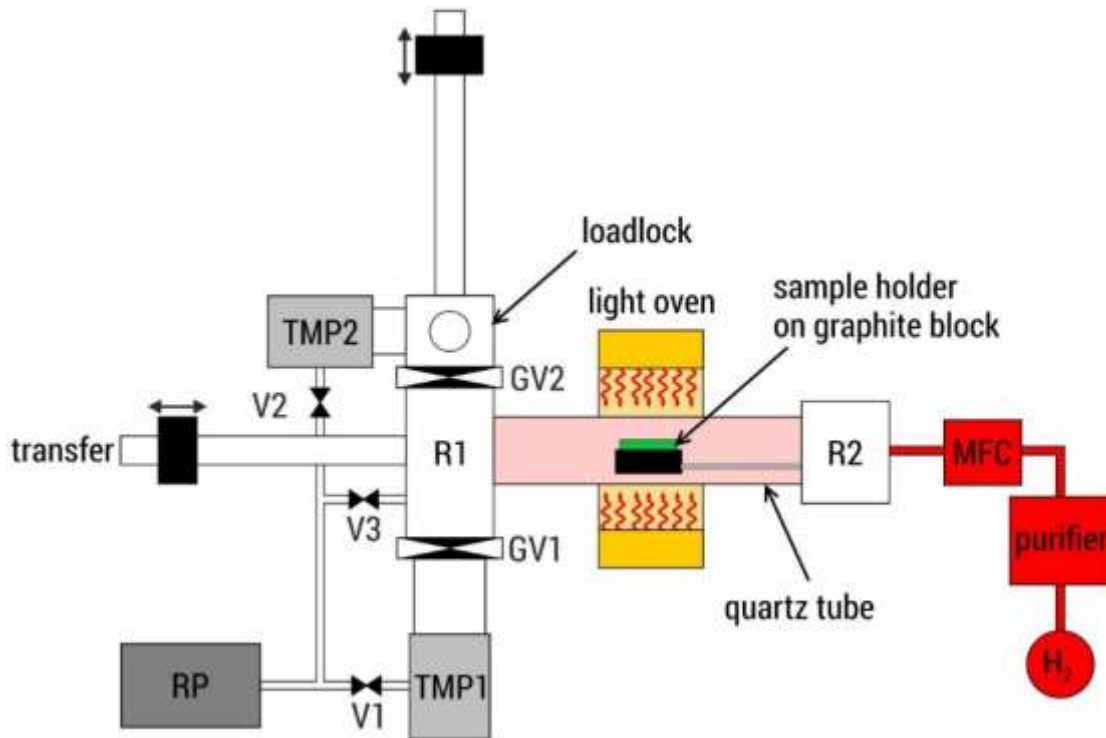 loadlock
sample holder
on graphite block
light oven
TMP2
GV2
V2
transfer
R1
R2
MFC
V3
GV1
purifier
quartz tube
RP
V1
TMP1
H₂